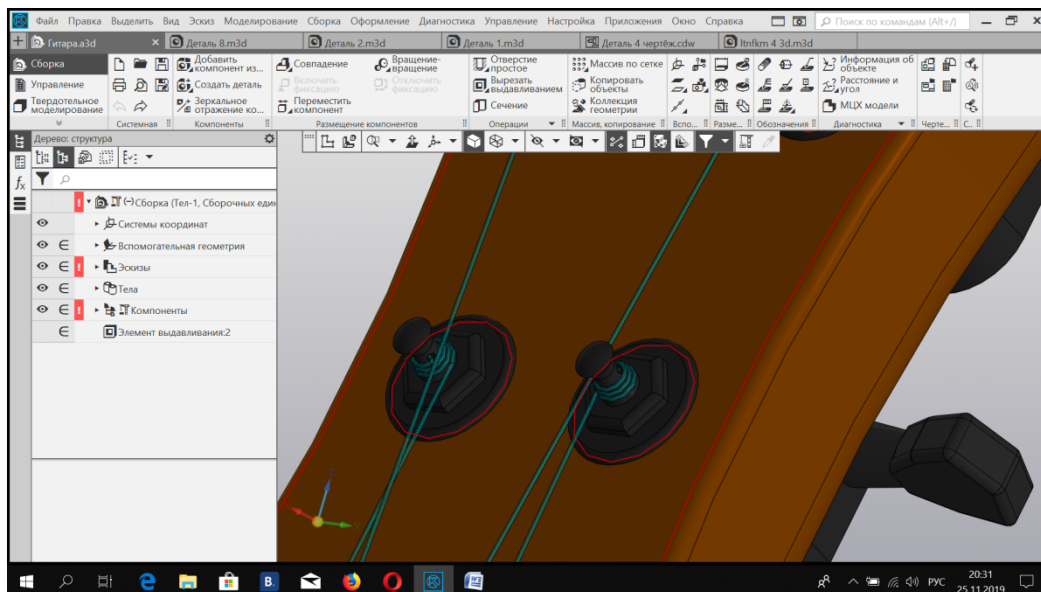 Файл Правка Выделить Вид Эскиз Моделирование Сборка Оформление Диагностика Управление Настройка Приложения Окно Справка Поиск по командам (Alt+/)
Гитара.a3d Деталь 8.m3d Деталь 2.m3d Деталь 1.m3d Деталь 4 чертёж.cdw ltnfkm 4 3d.m3d
Сборка
Управление
Твердотельное моделирование
Системная
Добавить компонент из...
Создать деталь
Зеркальное отражение ко...
Компоненты
Совпадение
Включить фиксацию
Переместить компонент
Вращение-вращение
Отключить фиксацию
Размещение компонентов
Отверстие простое
Вырезать выдавливанием
Сечение
Операции
Массив по сетке
Копировать объекты
Коллекция геометрии
Массив, копирование
Вспо...
Разме...
Обозначения
Информация об объекте
Расстояние и угол
МЦХ модели
Диагностика
Черте...
С...
Дерево: структура
(-)Сборка (Тел-1, Сборочных един
Системы координат
Вспомогательная геометрия
Эскизы
Тела
Компоненты
Элемент выдавливания:2
РУС
20:31
25.11.2019